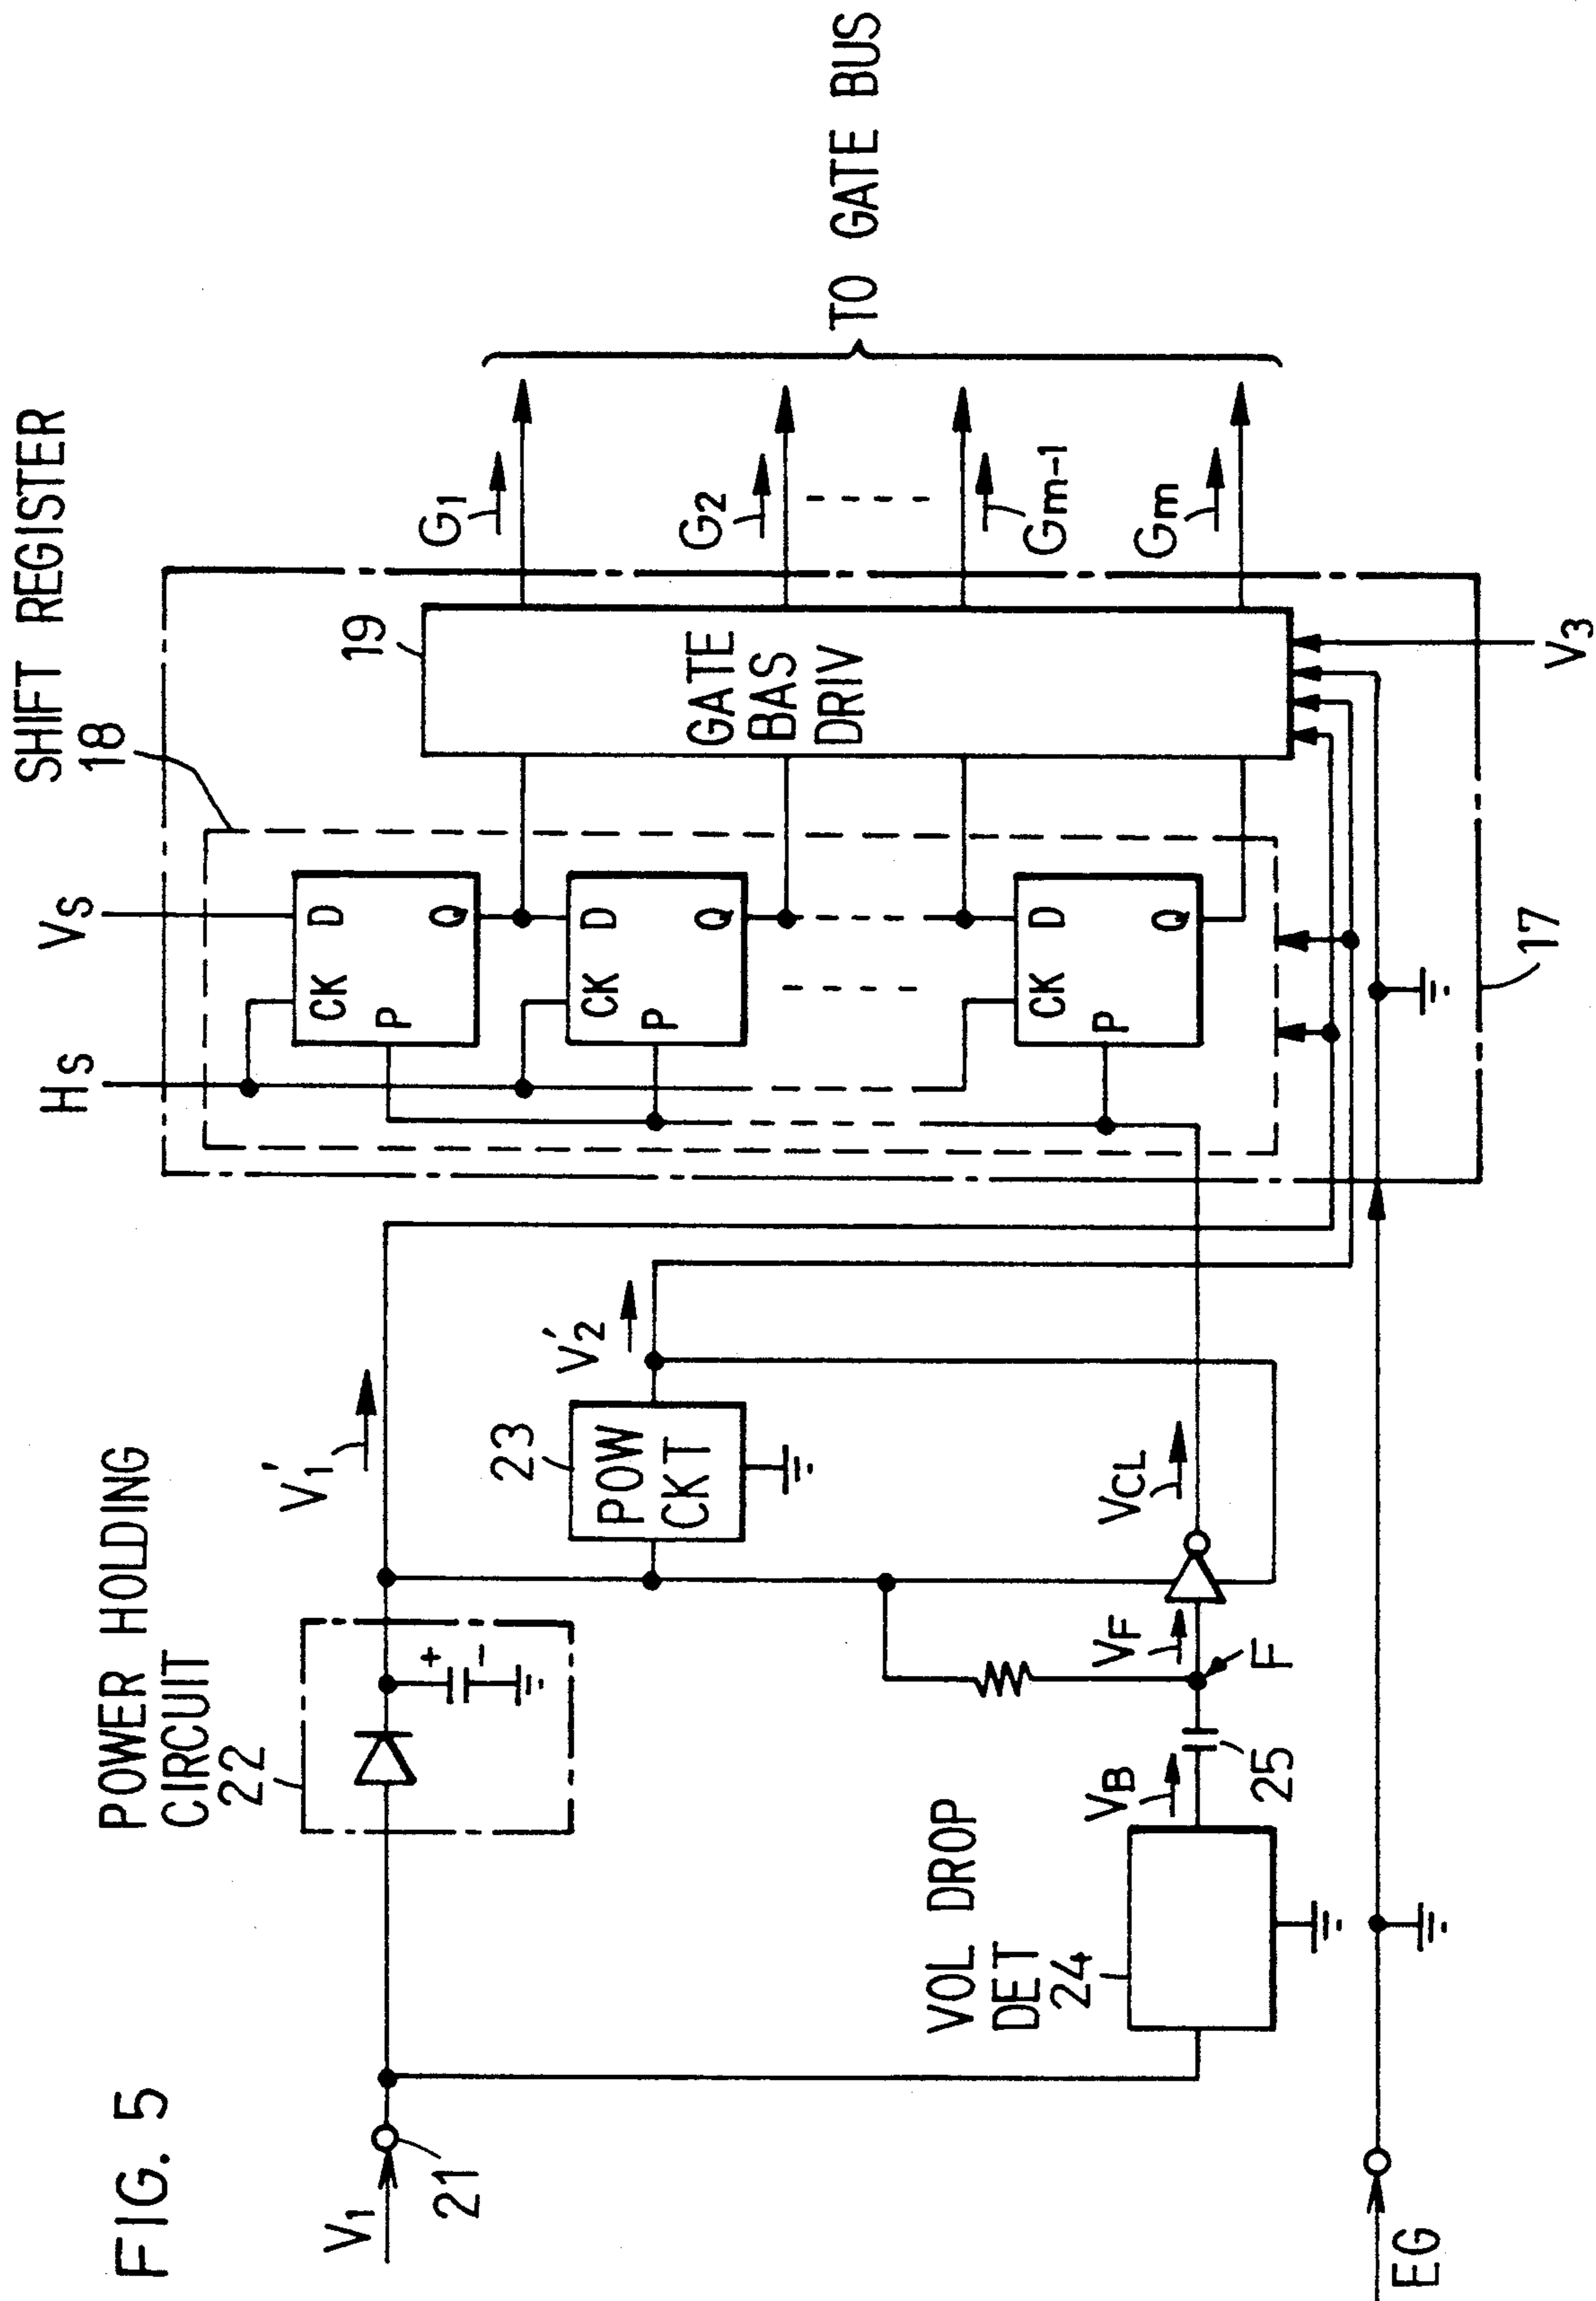 FIG. 5
V1
21
POWER HOLDING
CIRCUIT
22
+
-
V'1
23
POW
CKT
V'2
VOL DROP
DET
24
VB
25
VF
F
VCL
EG
SHIFT REGISTER
18
HS
VS
D
CK
P
Q
D
CK
P
Q
D
CK
P
Q
19
GATE
BAS
DRIV
G1
G2
Gm-1
Gm
TO GATE BUS
V3
17